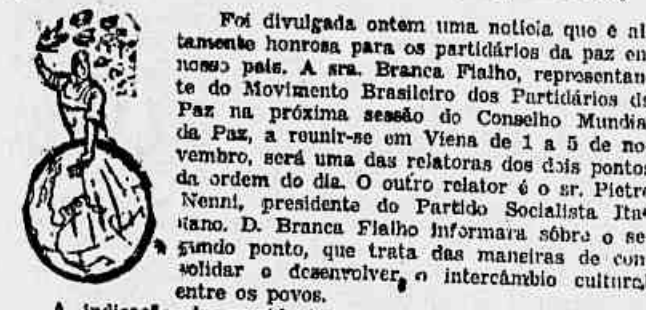 Foi divulgada ontem uma notícia que é al
tamente honrosa para os partidários da paz em
nosso país. A sra. Branca Fialho, representan
te do Movimento Brasileiro dos Partidários da
Paz na próxima sessão do Conselho Mundia
da Paz, a reunir-se em Viena de 1 a 5 de no
vembro, será uma das relatoras dos dois pontos
da ordem do dia. O outro relator é o sr. Pietro
Nenni, presidente do Partido Socialista Ita-
liano. D. Branca Fialho informará sôbre o se
gundo ponto, que trata das maneiras de con
solidar e desenvolver o intercâmbio cultural
entre os povos.
A